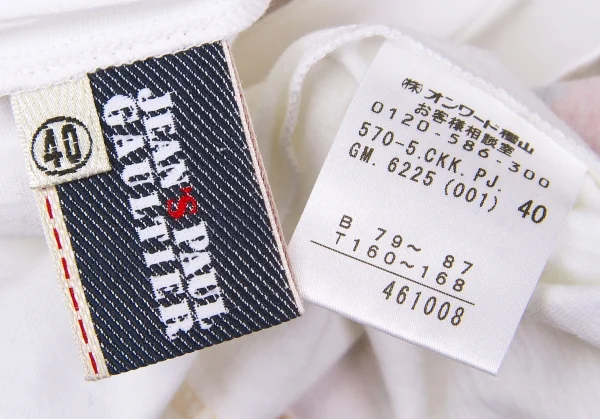 40
JEAN'S PAUL
GAULTIER
(株)オンワード樫山
お客様相談室
0120-586-300
570-5.CKK.PJ.
GM. 6225 (001) 40
B 79～ 87
T160～168
461008